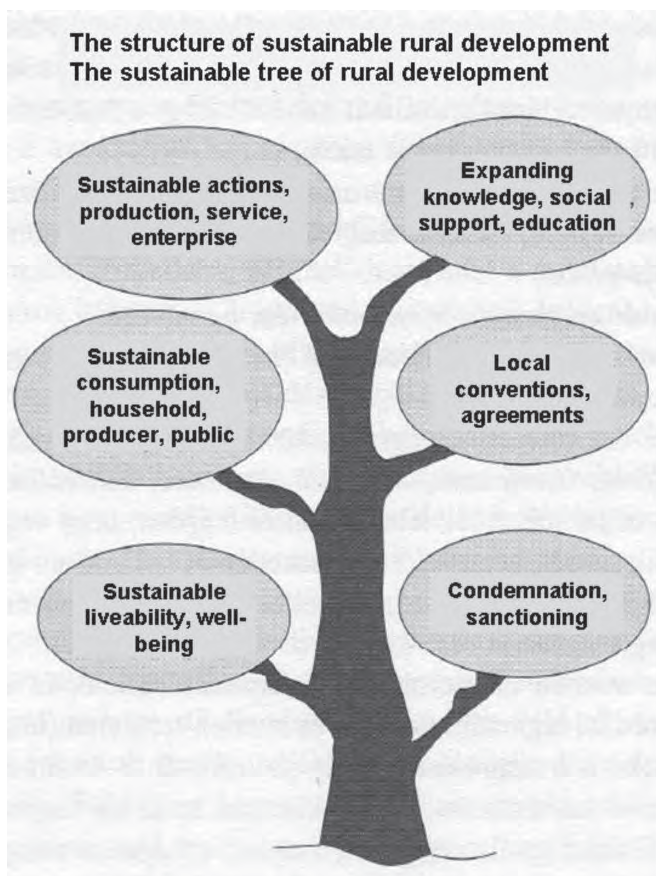 The structure of sustainable rural development
The sustainable tree of rural development
Sustainable actions,
production, service,
enterprise
Expanding
knowledge, social
support, education
Sustainable
consumption,
household,
producer, public
Local
conventions,
agreements
Sustainable
liveability, well-
being
Condemnation,
sanctioning